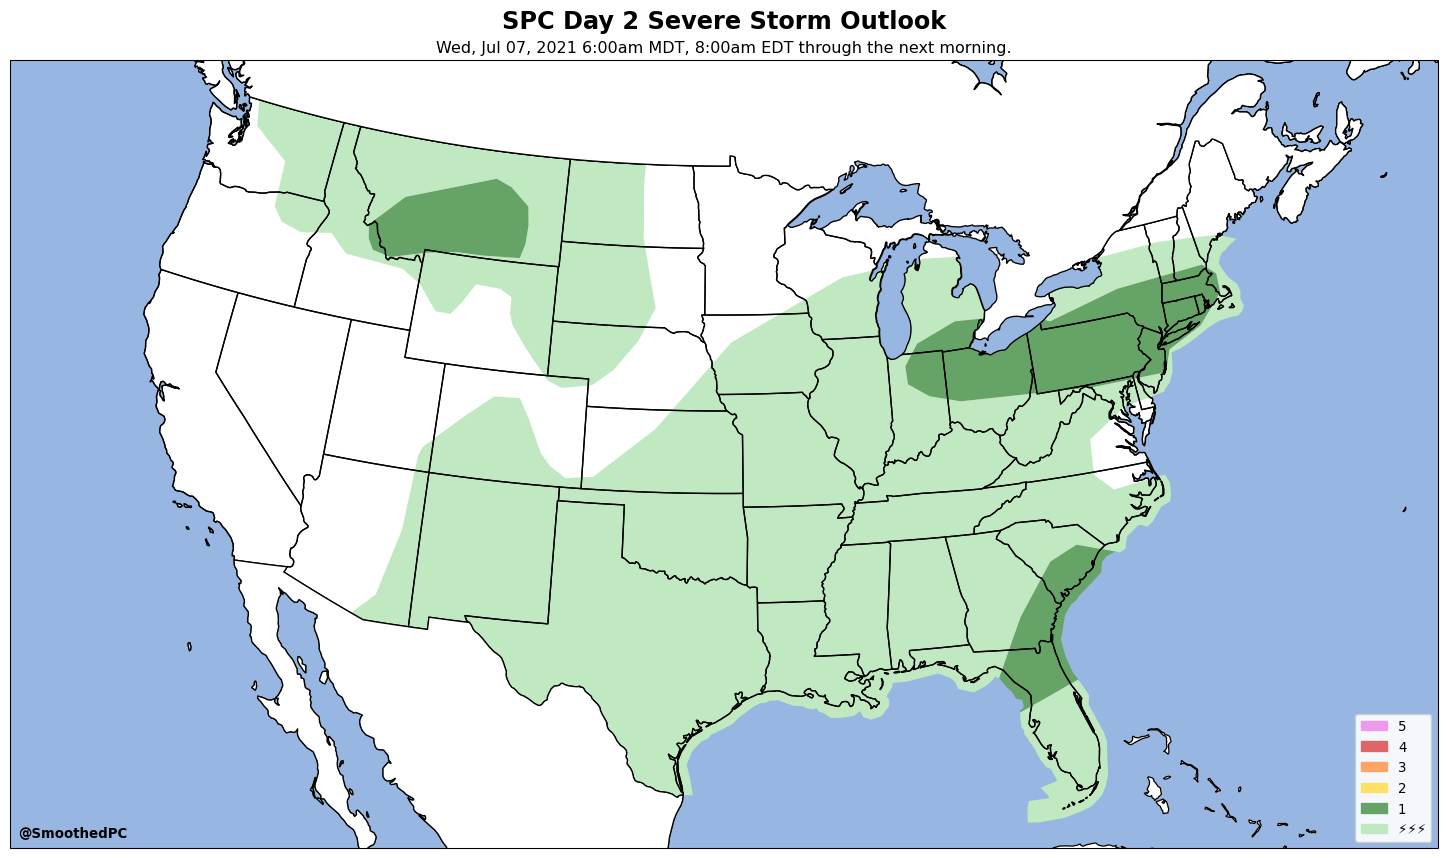 SPC Day 2 Severe Storm Outlook
Wed, Jul 07, 2021 6:00am MDT, 8:00am EDT through the next morning.
5
4
3
2
1
⚡⚡⚡
@SmoothedPC